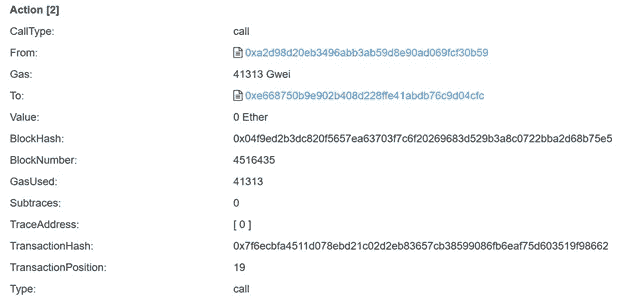 Action [2]
CallType: call
From: 0xa2d98d20eb3496abb3ab59d8e90ad069fcf30b59
Gas: 41313 Gwei
To: 0xe668750b9e902b408d228ffe41abdb76c9d04cfc
Value: 0 Ether
BlockHash: 0x04f9ed2b3dc820f5657ea63703f7c6f20269683d529b3a8c0722bba2d68b75e5
BlockNumber: 4516435
GasUsed: 41313
Subtraces: 0
TraceAddress: [ 0 ]
TransactionHash: 0x7f6ecbfa4511d078ebd21c02d2eb83657cb38599086fb6eaf75d603519f98662
TransactionPosition: 19
Type: call